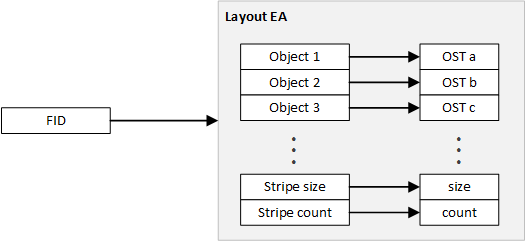 Layout EA
Object 1 OST a
Object 2 OST b
Object 3 OST c
FID
Stripe size size
Stripe count count